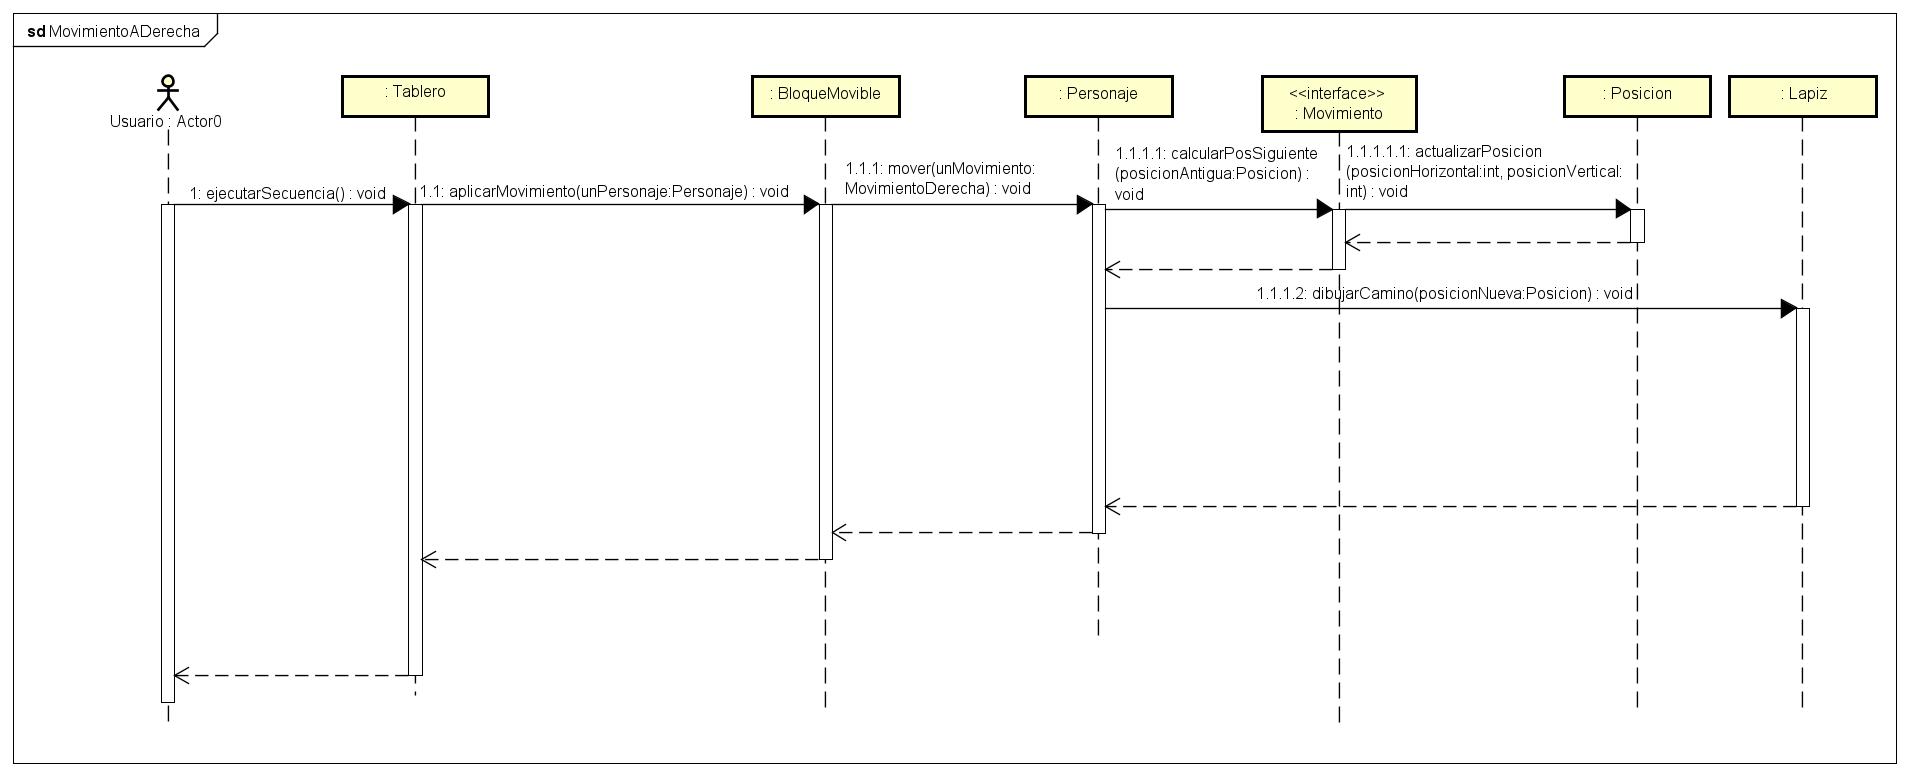 sd MovimientoADerecha
Usuario : Actor0
: Tablero
: BloqueMovible
: Personaje
<<interface>>
: Movimiento
: Posicion
: Lapiz
1: ejecutarSecuencia() : void
1.1: aplicarMovimiento(unPersonaje:Personaje) : void
1.1.1: mover(unMovimiento:
MovimientoDerecha) : void
1.1.1.1: calcularPosSiguiente
(posicionAntigua:Posicion) :
void
1.1.1.1.1: actualizarPosicion
(posicionHorizontal:int, posicionVertical:
int) : void
1.1.1.2: dibujarCamino(posicionNueva:Posicion) : void